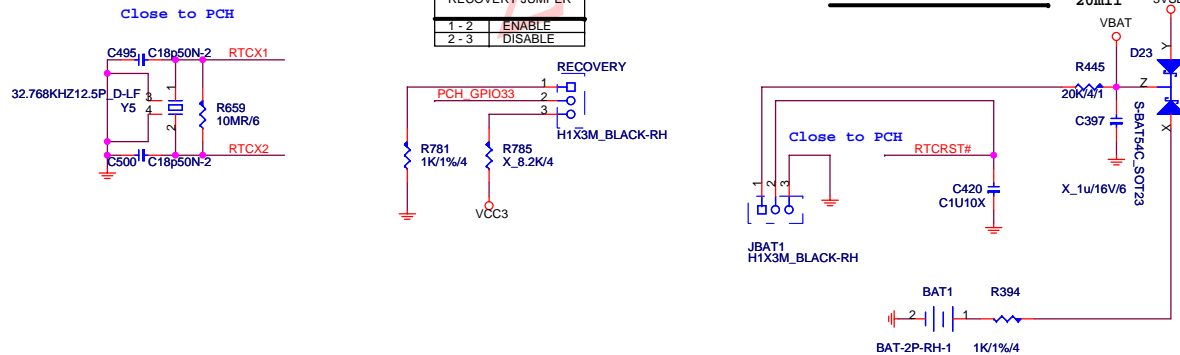 Close to PCH
C495 C18p50N-2 RTCX1
32.768KHZ12.5P_D-LF
Y5
1
3
4
2
R659
10MR/6
C500 C18p50N-2 RTCX2
RECOVERY JUMPER
1 - 2 ENABLE
2 - 3 DISABLE
RECOVERY
1
PCH_GPIO33 2
3
H1X3M_BLACK-RH
R781
1K/1%/4
R785
X_8.2K/4
VCC3
20mil
VBAT
D23
Y
Z
X
S-BAT54C_SOT23
R445
20K/4/1
C397
X_1u/16V/6
Close to PCH
RTCRST#
1
2
3
C420
C1U10X
JBAT1
H1X3M_BLACK-RH
BAT1
2
1
BAT-2P-RH-1
R394
1K/1%/4